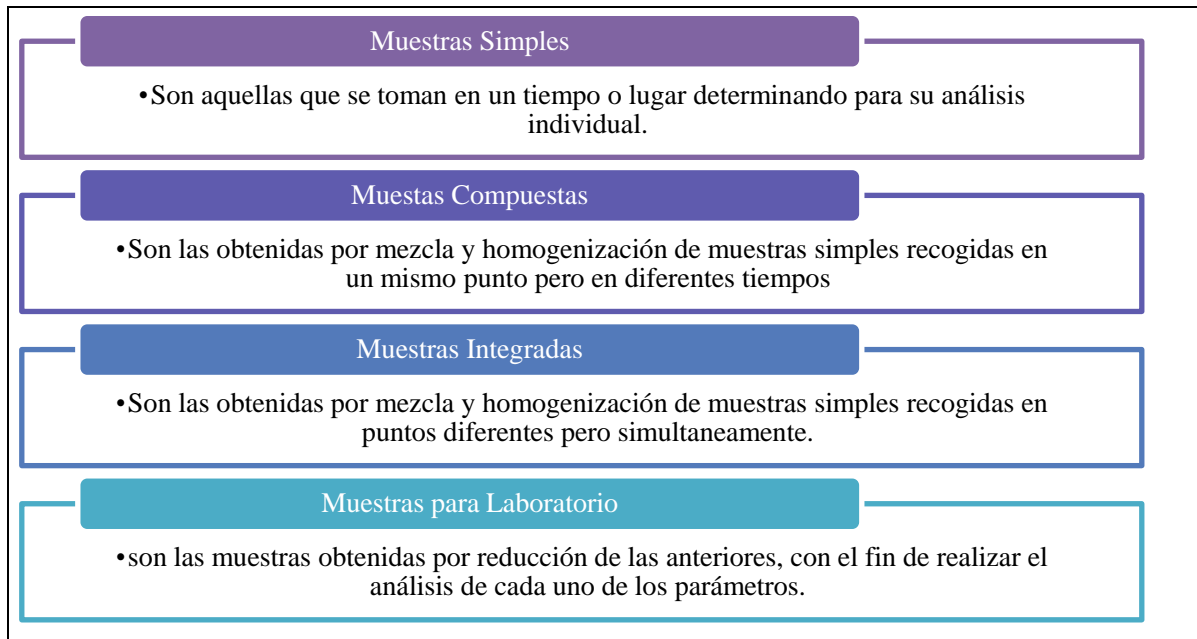 Muestras Simples
•Son aquellas que se toman en un tiempo o lugar determinando para su análisis
individual.
Muestas Compuestas
•Son las obtenidas por mezcla y homogenización de muestras simples recogidas en
un mismo punto pero en diferentes tiempos
Muestras Integradas
•Son las obtenidas por mezcla y homogenización de muestras simples recogidas en
puntos diferentes pero simultaneamente.
Muestras para Laboratorio
•son las muestras obtenidas por reducción de las anteriores, con el fin de realizar el
análisis de cada uno de los parámetros.